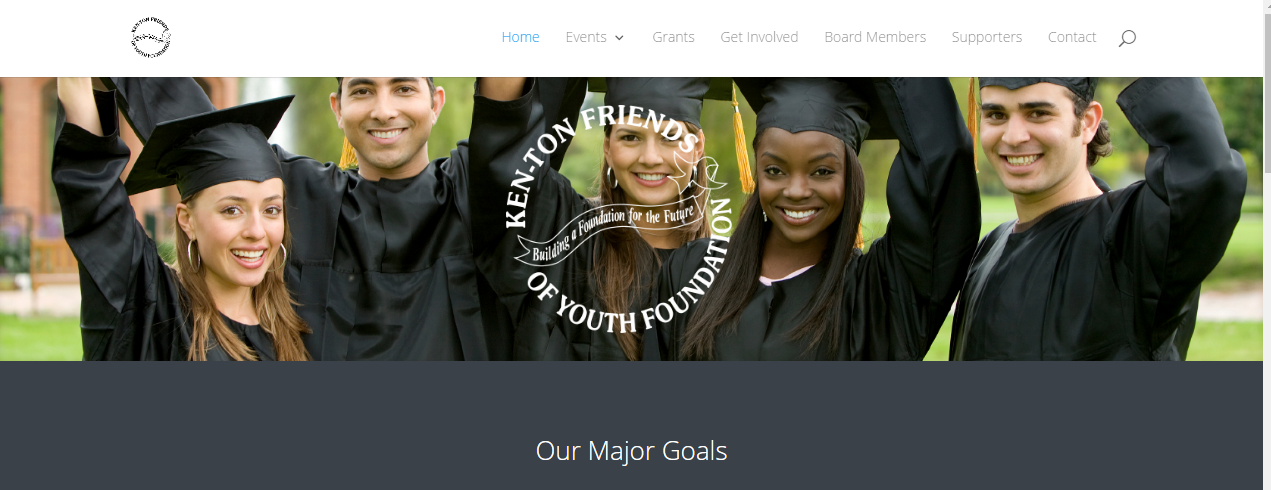 Home
Events
Grants
Get Involved
Board Members
Supporters
Contact
KEN-TON FRIENDS
Building a Foundation for the Future
OF YOUTH FOUNDATION
Our Major Goals